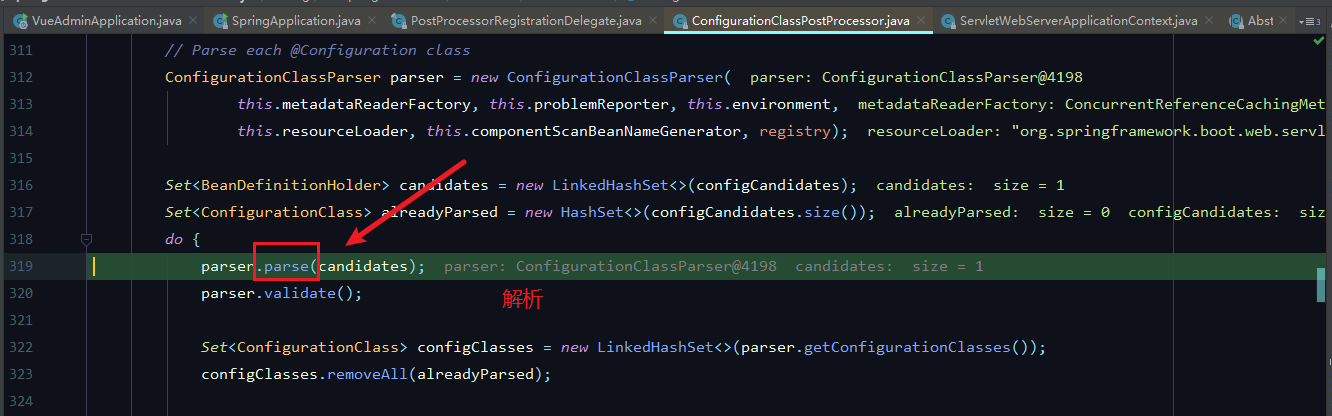 VueAdminApplication.java SpringApplication.java PostProcessorRegistrationDelegate.java ConfigurationClassPostProcessor.java ServletWebServerApplicationContext.java Abst 3
311 // Parse each @Configuration class
312 ConfigurationClassParser parser = new ConfigurationClassParser( parser: ConfigurationClassParser@4198
313 this.metadataReaderFactory, this.problemReporter, this.environment, metadataReaderFactory: ConcurrentReferenceCachingMet
314 this.resourceLoader, this.componentScanBeanNameGenerator, registry); resourceLoader: "org.springframework.boot.web.servl
315
316 Set<BeanDefinitionHolder> candidates = new LinkedHashSet<>(configCandidates); candidates: size = 1
317 Set<ConfigurationClass> alreadyParsed = new HashSet<>(configCandidates.size()); alreadyParsed: size = 0 configCandidates: siz
318 do {
319 parser.parse(candidates); parser: ConfigurationClassParser@4198 candidates: size = 1
320 parser.validate();
解析
321
322 Set<ConfigurationClass> configClasses = new LinkedHashSet<>(parser.getConfigurationClasses());
323 configClasses.removeAll(alreadyParsed);
324